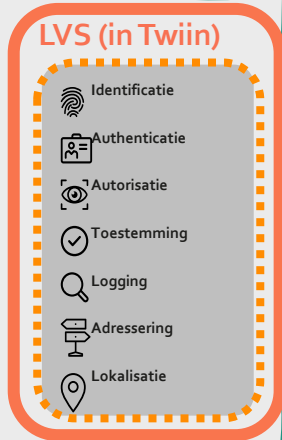 LVS (in Twiin)
Identificatie
Authenticatie
Autorisatie
Toestemming
Logging
Adressering
Lokalisatie